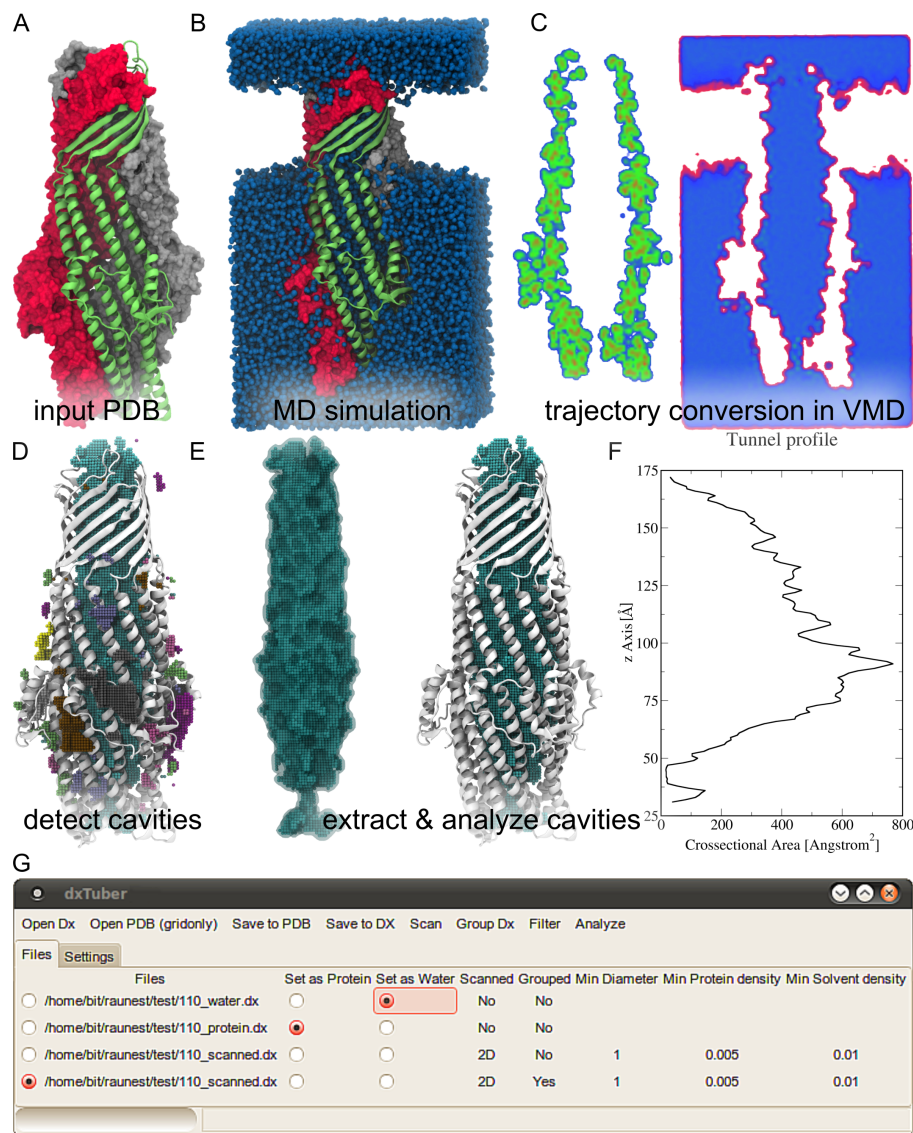 A
B
C
input PDB
MD simulation
trajectory conversion in VMD
D
E
F
Tunnel profile
175
150
125
100
75
50
25
z Axis [Å]
0
200
400
600
800
Crossectional Area [Angstrom²]
detect cavities
extract & analyze cavities
G
dxTuber
Open Dx Open PDB (gridonly) Save to PDB Save to DX Scan Group Dx Filter Analyze
Files Settings
Files Set as Protein Set as Water Scanned Grouped Min Diameter Min Protein density Min Solvent density
/home/bit/raunest/test/110_water.dx No No
/home/bit/raunest/test/110_protein.dx No No
/home/bit/raunest/test/110_scanned.dx 2D No 1 0.005 0.01
/home/bit/raunest/test/110_scanned.dx 2D Yes 1 0.005 0.01